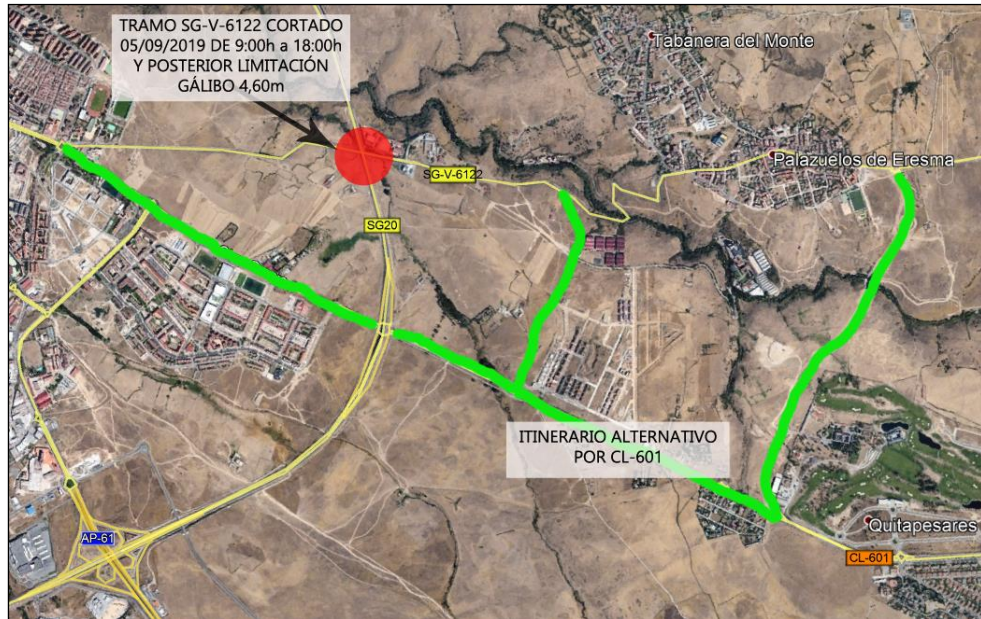 TRAMO SG-V-6122 CORTADO
05/09/2019 DE 9:00h a 18:00h
Y POSTERIOR LIMITACIÓN
GÁLIBO 4,60m
Tabanera del Monte
Palazuelos de Eresma
SG-V-6122
SG20
ITINERARIO ALTERNATIVO
POR CL-601
Quitapesares
AP-61
CL-601